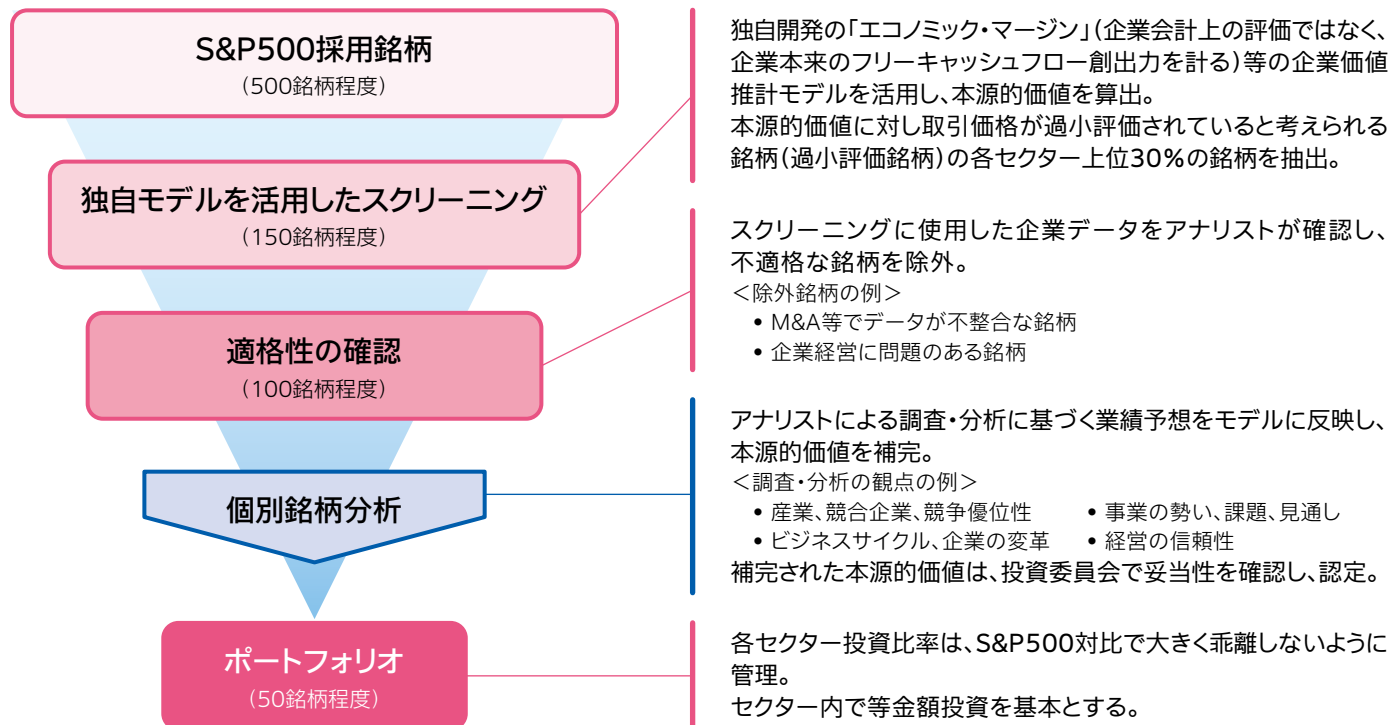 S&P500採用銘柄
(500銘柄程度)
独自開発の「エコノミック・マージン」(企業会計上の評価ではなく、
企業本来のフリーキャッシュフロー創出力を計る)等の企業価値
推計モデルを活用し、本源的価値を算出。
本源的価値に対し取引価格が過小評価されていると考えられる
銘柄(過小評価銘柄)の各セクター上位30%の銘柄を抽出。
独自モデルを活用したスクリーニング
(150銘柄程度)
スクリーニングに使用した企業データをアナリストが確認し、
不適格な銘柄を除外。
<除外銘柄の例>
• M&A等でデータが不整合な銘柄
• 企業経営に問題のある銘柄
適格性の確認
(100銘柄程度)
アナリストによる調査・分析に基づく業績予想をモデルに反映し、
本源的価値を補完。
<調査・分析の観点の例>
• 産業、競合企業、競争優位性 • 事業の勢い、課題、見通し
• ビジネスサイクル、企業の変革 • 経営の信頼性
補完された本源的価値は、投資委員会で妥当性を確認し、認定。
個別銘柄分析
ポートフォリオ
(50銘柄程度)
各セクター投資比率は、S&P500対比で大きく乖離しないように
管理。
セクター内で等金額投資を基本とする。